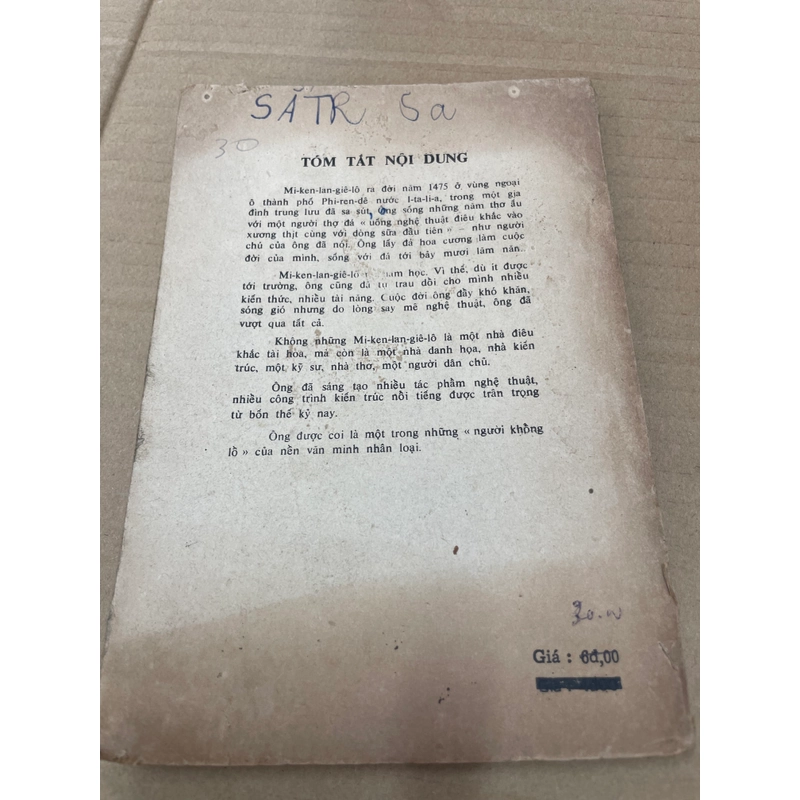 SĂTR 5a
30
TÓM TẮT NỘI DUNG
Mi-ken-lan-giê-lô ra đời năm 1475 ở vùng ngoại
ô thành phố Phi-ren-dê nước I-ta-li-a, trong một gia
đình trung lưu đã sa sút, ông sống những năm thơ ấu
với một người thợ đá « uống nghệ thuật điêu khắc vào
xương thịt cùng với dòng sữa đầu tiên » – như người
chú của ông đã nói. Ông lấy đá hoa cương làm cuộc
đời của mình, sống với đá tới bảy mươi lăm năm.
Mi-ken-lan-giê-lô ham học. Vì thế, dù ít được
tới trường, ông cũng đã tự trau dồi cho mình nhiều
kiến thức, nhiều tài năng. Cuộc đời ông đầy khó khăn,
sóng gió nhưng do lòng say mê nghệ thuật, ông đã
vượt qua tất cả.
Không những Mi-ken-lan-giê-lô là một nhà điêu
khắc tài hoa, mà còn là một nhà danh họa, nhà kiến
trúc, một kỹ sư, nhà thơ, một người dân chủ.
Ông đã sáng tạo nhiều tác phẩm nghệ thuật,
nhiều công trình kiến trúc nổi tiếng được trân trọng
từ bốn thế kỷ nay.
Ông được coi là một trong những « người khổng
lồ » của nền văn minh nhân loại.
Giá : 6đ,00